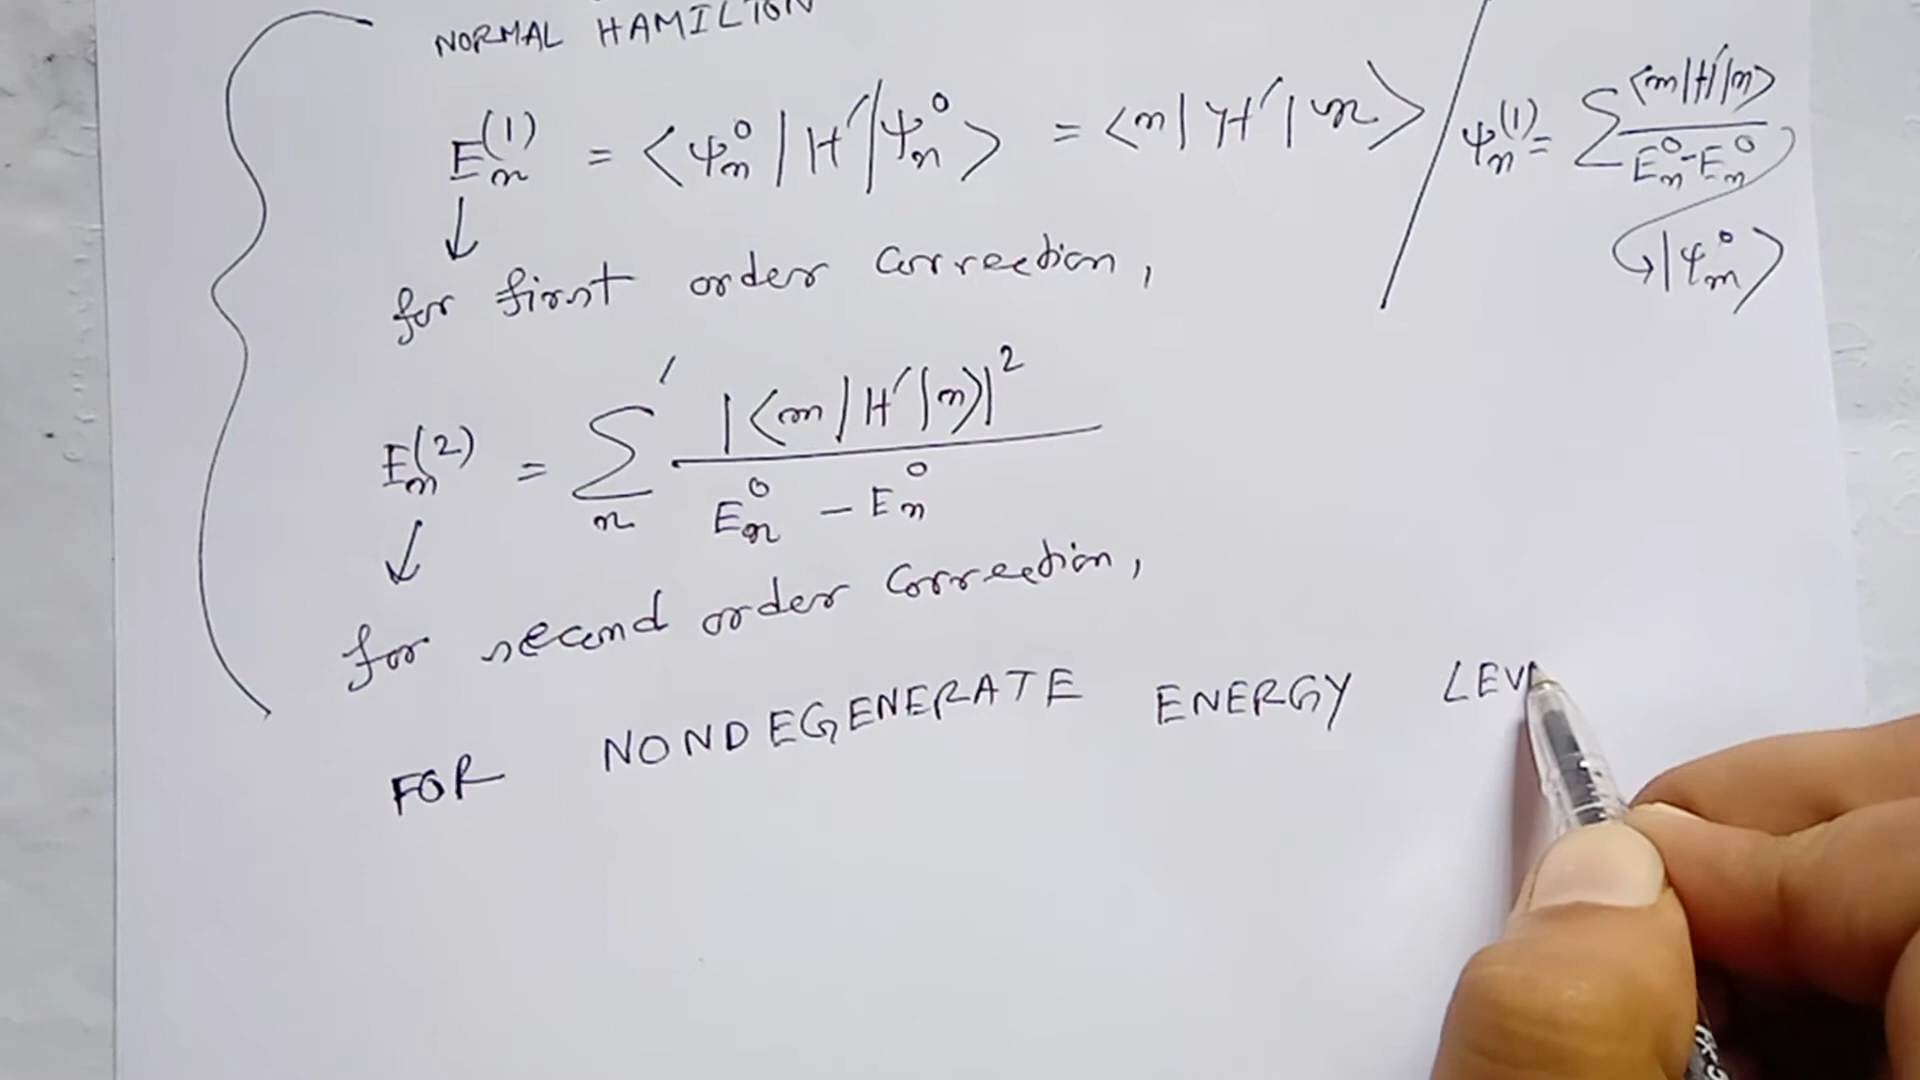 NORMAL HAMILTON
E_n^(1) = <ψ_n^0|H'|ψ_n^0> = <n|H'|n> / ψ_n^(1) = Σ <m|H'|n> / E_n^0 - E_m^0
|ψ_m^0>
for first order correction,
E_n^(2) = Σ'_n |<m|H'|n>|^2 / E_n^0 - E_m^0
for second order correction,
FOR NONDEGENERATE ENERGY LEV